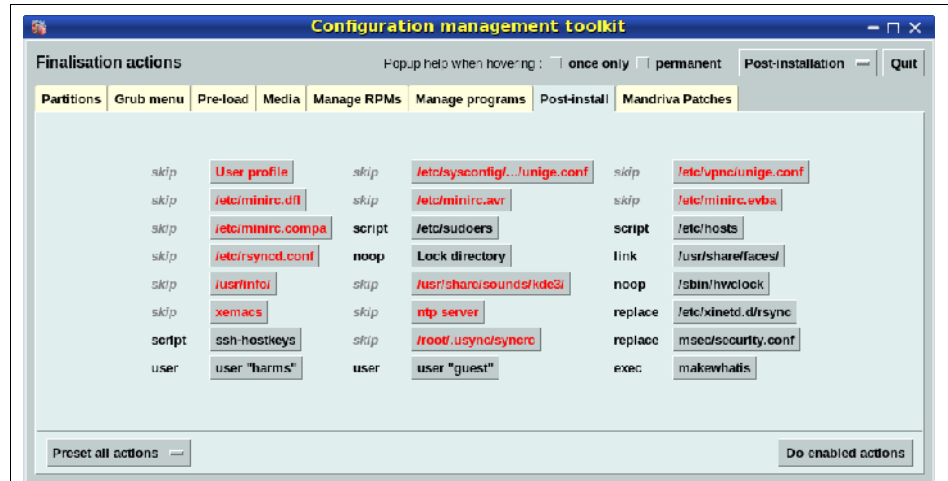 Configuration management toolkit
Finalisation actions Popup help when hovering : once only permanent Post-installation Quit
Partitions Grub menu Pre-load Media Manage RPMs Manage programs Post-install Mandriva Patches
skip User profile skip /etc/sysconfig/.../unige.conf skip /etc/vpnc/unige.conf
skip /etc/minirc.dfl skip /etc/minirc.avr skip /etc/minirc.evba
skip /etc/minirc.compa script /etc/sudoers script /etc/hosts
skip /etc/rsyncd.conf noop Lock directory link /usr/share/faces/
skip /usr/info/ skip /usr/share/sounds/kde3/ noop /sbin/hwclock
skip xemacs skip ntp server replace /etc/xinetd.d/rsync
script ssh-hostkeys skip /root/.usync/syncrc replace msec/security.conf
user user "harms" user user "guest" exec makewhatis
Preset all actions Do enabled actions